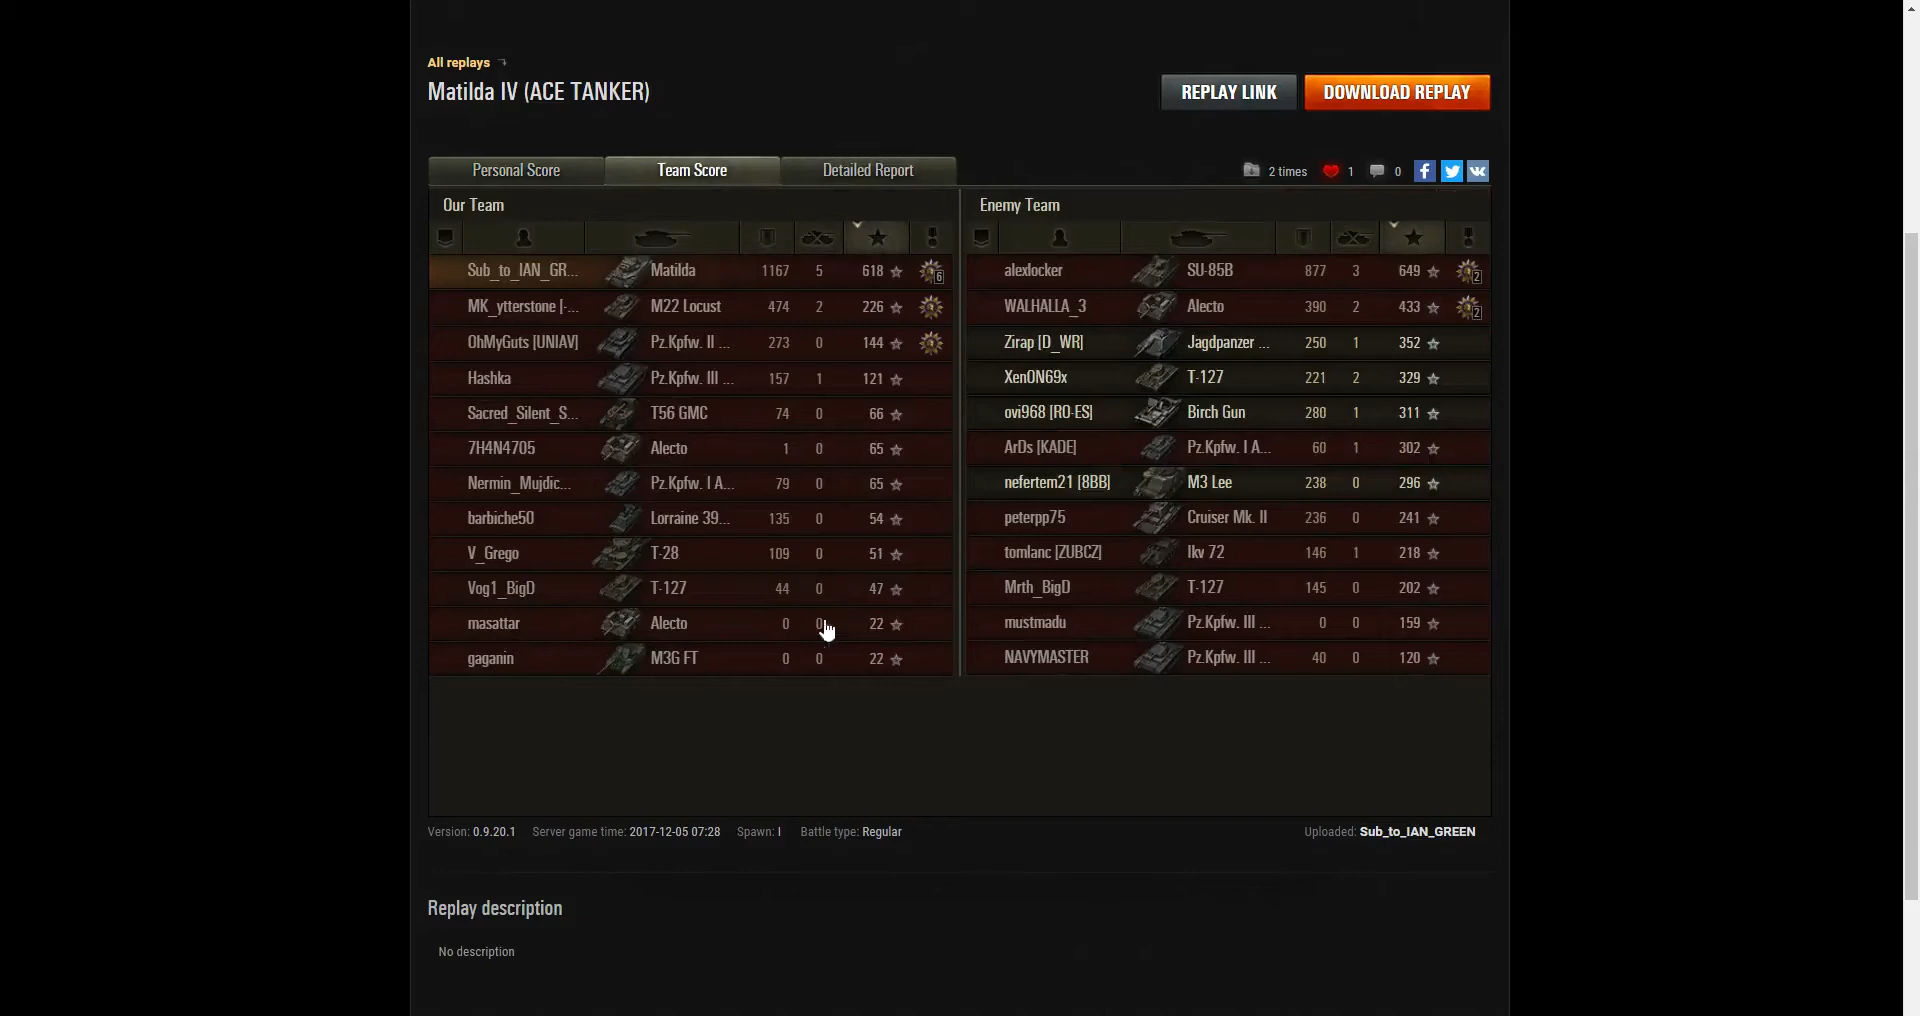 All replays
Matilda IV (ACE TANKER)
REPLAY LINK
DOWNLOAD REPLAY
Personal Score
Team Score
Detailed Report
2 times
1
0
Our Team
Sub_to_IAN_GR... Matilda 1167 5 618 6
MK_ytterstone [-... M22 Locust 474 2 226
OhMyGuts [UNIAV] Pz.Kpfw. II ... 273 0 144
Hashka Pz.Kpfw. III ... 157 1 121
Sacred_Silent_S... T56 GMC 74 0 66
7H4N4705 Alecto 1 0 65
Nermin_Mujdic... Pz.Kpfw. I A... 79 0 65
barbiche50 Lorraine 39... 135 0 54
V_Grego T-28 109 0 51
Vog1_BigD T-127 44 0 47
masattar Alecto 0 0 22
gaganin M3G FT 0 0 22
Enemy Team
alexdocker SU-85B 877 3 649 2
WALHALLA_3 Alecto 390 2 433 2
Zirap [D_WR] Jagdpanzer ... 250 1 352
XenON69x T-127 221 2 329
ovi968 [RO-ES] Birch Gun 280 1 311
ArDs [KADE] Pz.Kpfw. I A... 60 1 302
nefertem21 [8BB] M3 Lee 238 0 296
peterpp75 Cruiser Mk. II 236 0 241
tomlanc [ZUBCZ] Ikv 72 146 1 218
Mrth_BigD T-127 145 0 202
mustmadu Pz.Kpfw. III ... 0 0 159
NAVYMASTER Pz.Kpfw. III ... 40 0 120
Version: 0.9.20.1 Server game time: 2017-12-05 07:28 Spawn: I Battle type: Regular
Uploaded: Sub_to_IAN_GREEN
Replay description
No description